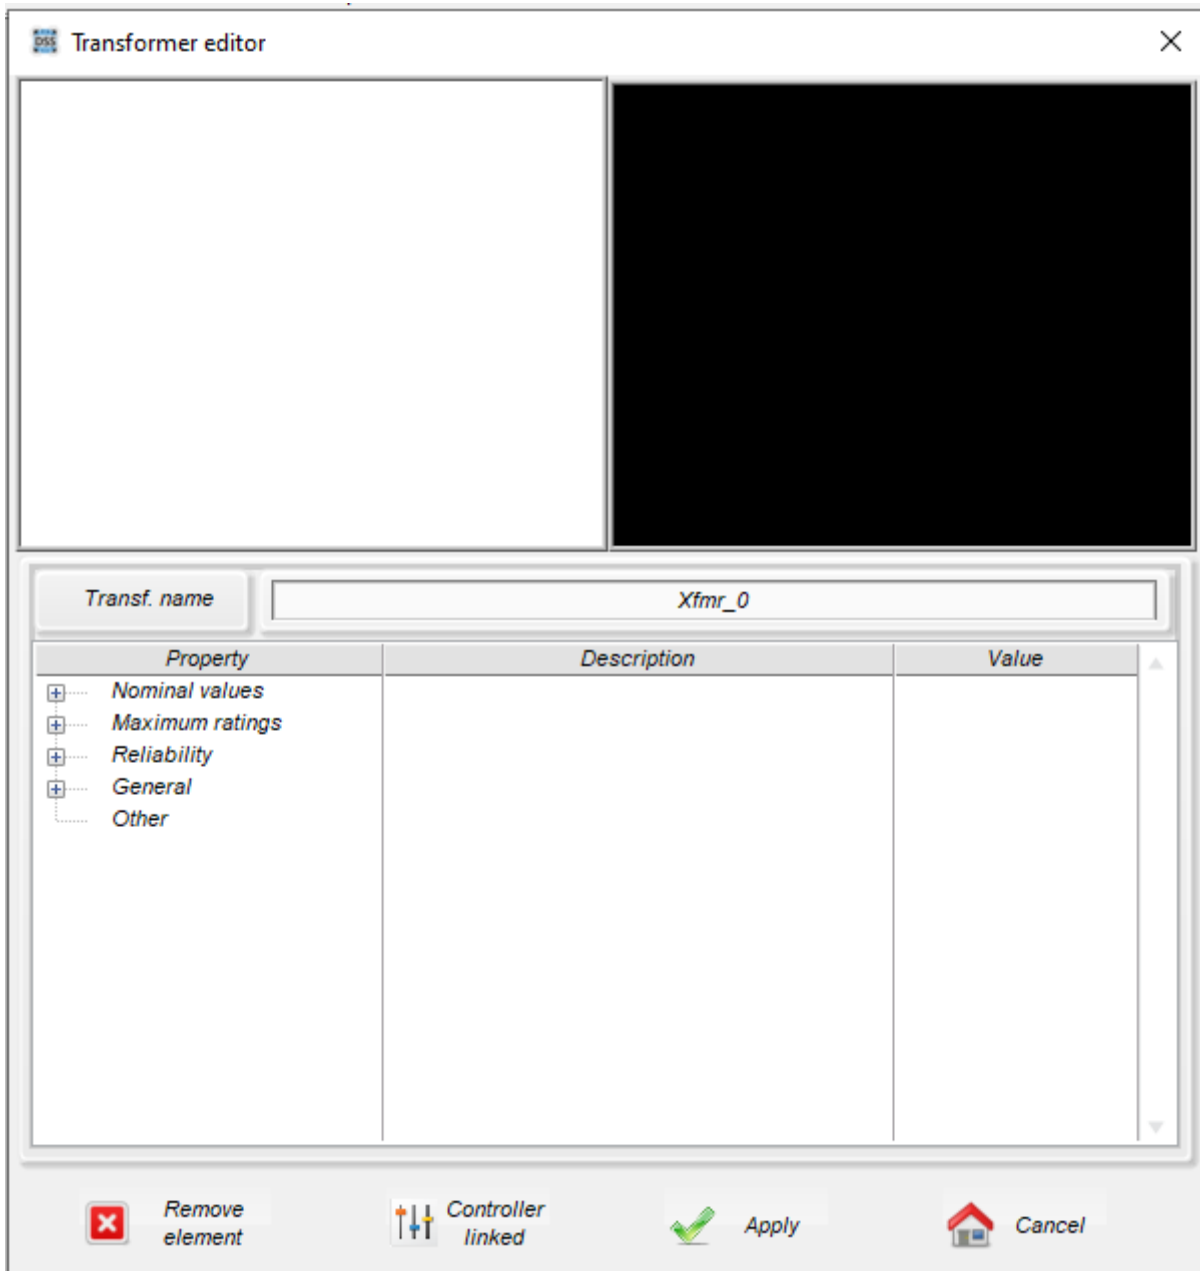 DSS Transformer editor
Transf. name
Xfmr_0
Property Description Value
Nominal values
Maximum ratings
Reliability
General
Other
Remove
element
Controller
linked
Apply
Cancel